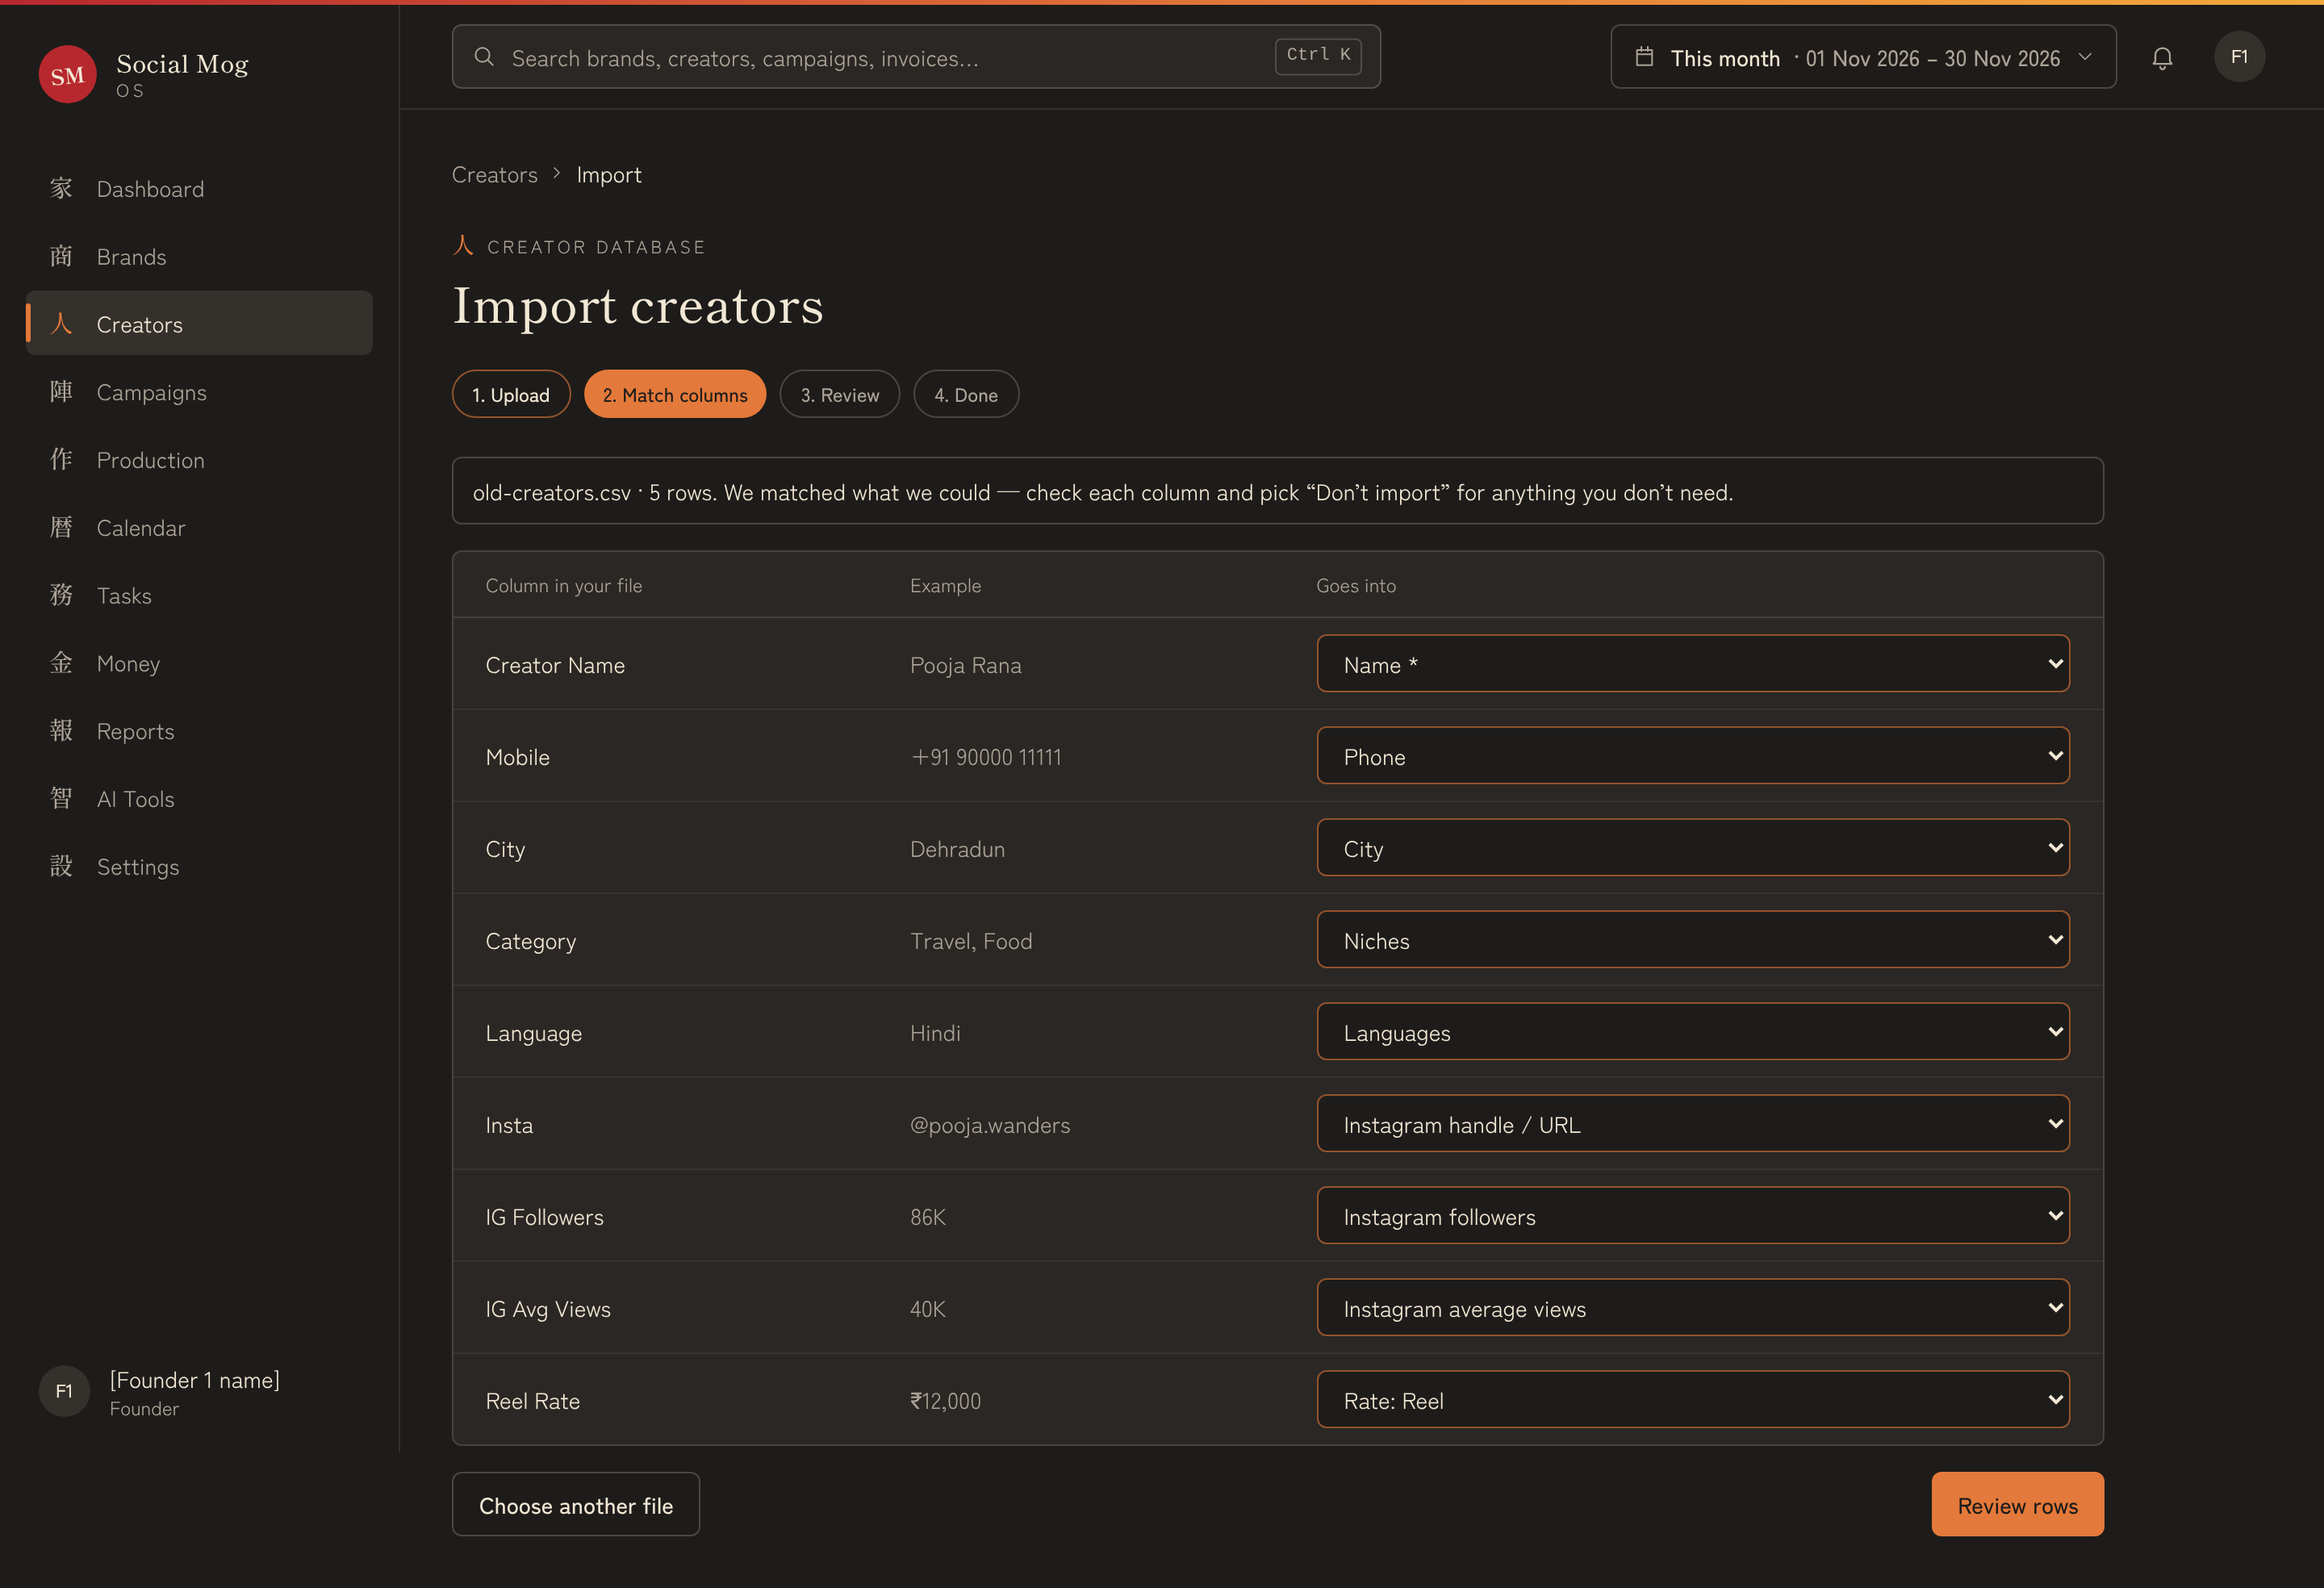 SM
Social Mog
OS
Search brands, creators, campaigns, invoices...
Ctrl K
This month · 01 Nov 2026 – 30 Nov 2026
F1
家 Dashboard
商 Brands
人 Creators
陣 Campaigns
作 Production
暦 Calendar
務 Tasks
金 Money
報 Reports
智 AI Tools
設 Settings
F1
[Founder 1 name]
Founder
Creators > Import
人 CREATOR DATABASE
Import creators
1. Upload
2. Match columns
3. Review
4. Done
old-creators.csv · 5 rows. We matched what we could — check each column and pick “Don’t import” for anything you don’t need.
Column in your file Example Goes into
Creator Name Pooja Rana Name *
Mobile +91 90000 11111 Phone
City Dehradun City
Category Travel, Food Niches
Language Hindi Languages
Insta @pooja.wanders Instagram handle / URL
IG Followers 86K Instagram followers
IG Avg Views 40K Instagram average views
Reel Rate ₹12,000 Rate: Reel
Choose another file
Review rows